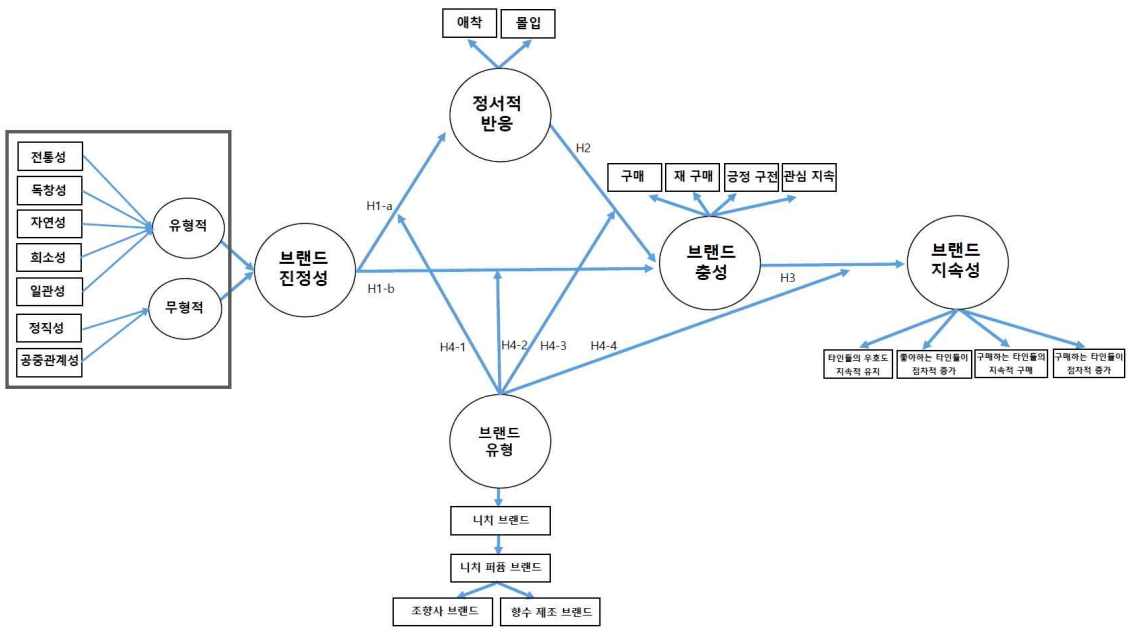 애착
몰입
정서적
반응
H2
전통성
독창성
자연성
희소성
일관성
정직성
공중관계성
유형적
무형적
브랜드
진정성
H1-a
H1-b
구매
재 구매
긍정 구전
관심 지속
브랜드
충성
H3
브랜드
지속성
H4-1
H4-2
H4-3
H4-4
타인들의 우호도
지속적 유지
좋아하는 타인들이
점차적 증가
구매하는 타인들의
지속적 구매
구매하는 타인들이
점차적 증가
브랜드
유형
니치 브랜드
니치 퍼퓸 브랜드
조향사 브랜드
향수 제조 브랜드